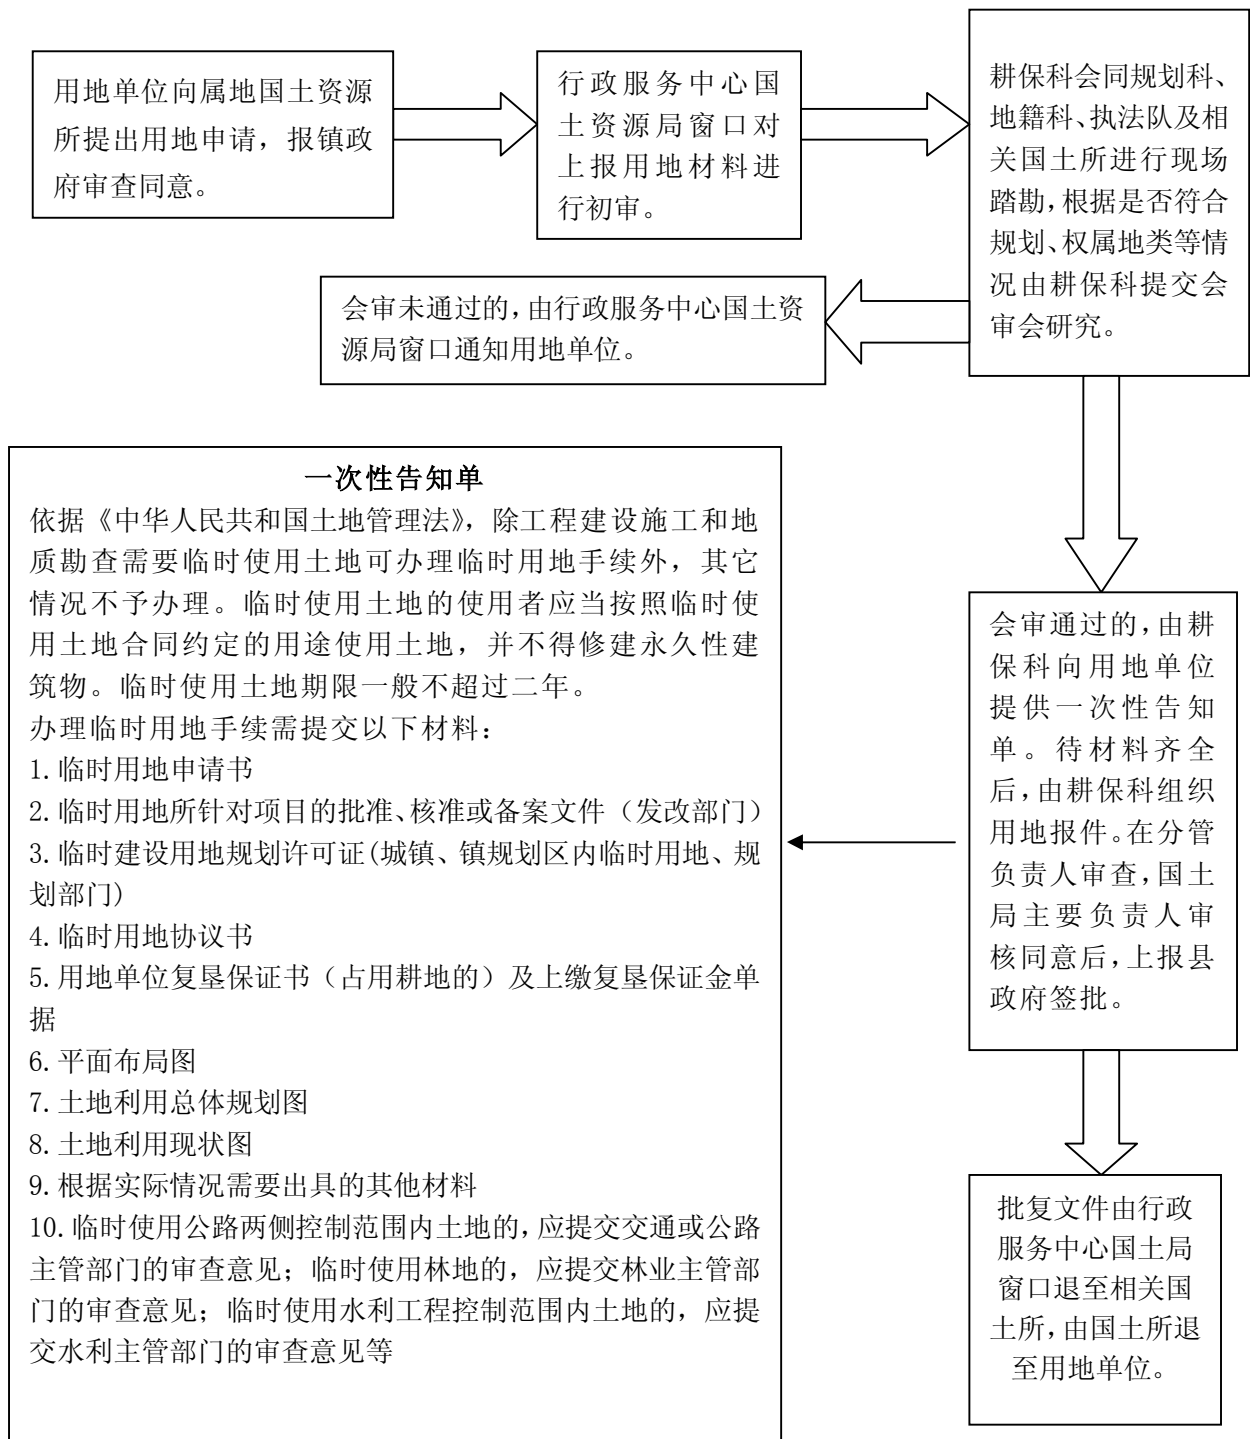 用地单位向属地国土资源
所提出用地申请，报镇政
府审查同意。
行政服务中心国
土资源局窗口对
上报用地材料进
行初审。
耕保科会同规划科、
地籍科、执法队及相
关国土所进行现场
踏勘，根据是否符合
规划、权属地类等情
况由耕保科提交会
审会研究。
会审未通过的，由行政服务中心国土资
源局窗口通知用地单位。
一次性告知单
依据《中华人民共和国土地管理法》，除工程建设施工和地
质勘查需要临时使用土地可办理临时用地手续外，其它
情况不予办理。临时使用土地的使用者应当按照临时使
用土地合同约定的用途使用土地，并不得修建永久性建
筑物。临时使用土地期限一般不超过二年。
办理临时用地手续需提交以下材料：
1.临时用地申请书
2.临时用地所针对项目的批准、核准或备案文件（发改部门）
3.临时建设用地规划许可证(城镇、镇规划区内临时用地、规
划部门)
4.临时用地协议书
5.用地单位复垦保证书（占用耕地的）及上缴复垦保证金单
据
6.平面布局图
7.土地利用总体规划图
8.土地利用现状图
9.根据实际情况需要出具的其他材料
10.临时使用公路两侧控制范围内土地的，应提交交通或公路
主管部门的审查意见；临时使用林地的，应提交林业主管部
门的审查意见；临时使用水利工程控制范围内土地的，应提
交水利主管部门的审查意见等
会审通过的，由耕
保科向用地单位
提供一次性告知
单。待材料齐全
后，由耕保科组织
用地报件。在分管
负责人审查，国土
局主要负责人审
核同意后，上报县
政府签批。
批复文件由行政
服务中心国土局
窗口退至相关国
土所，由国土所退
至用地单位。